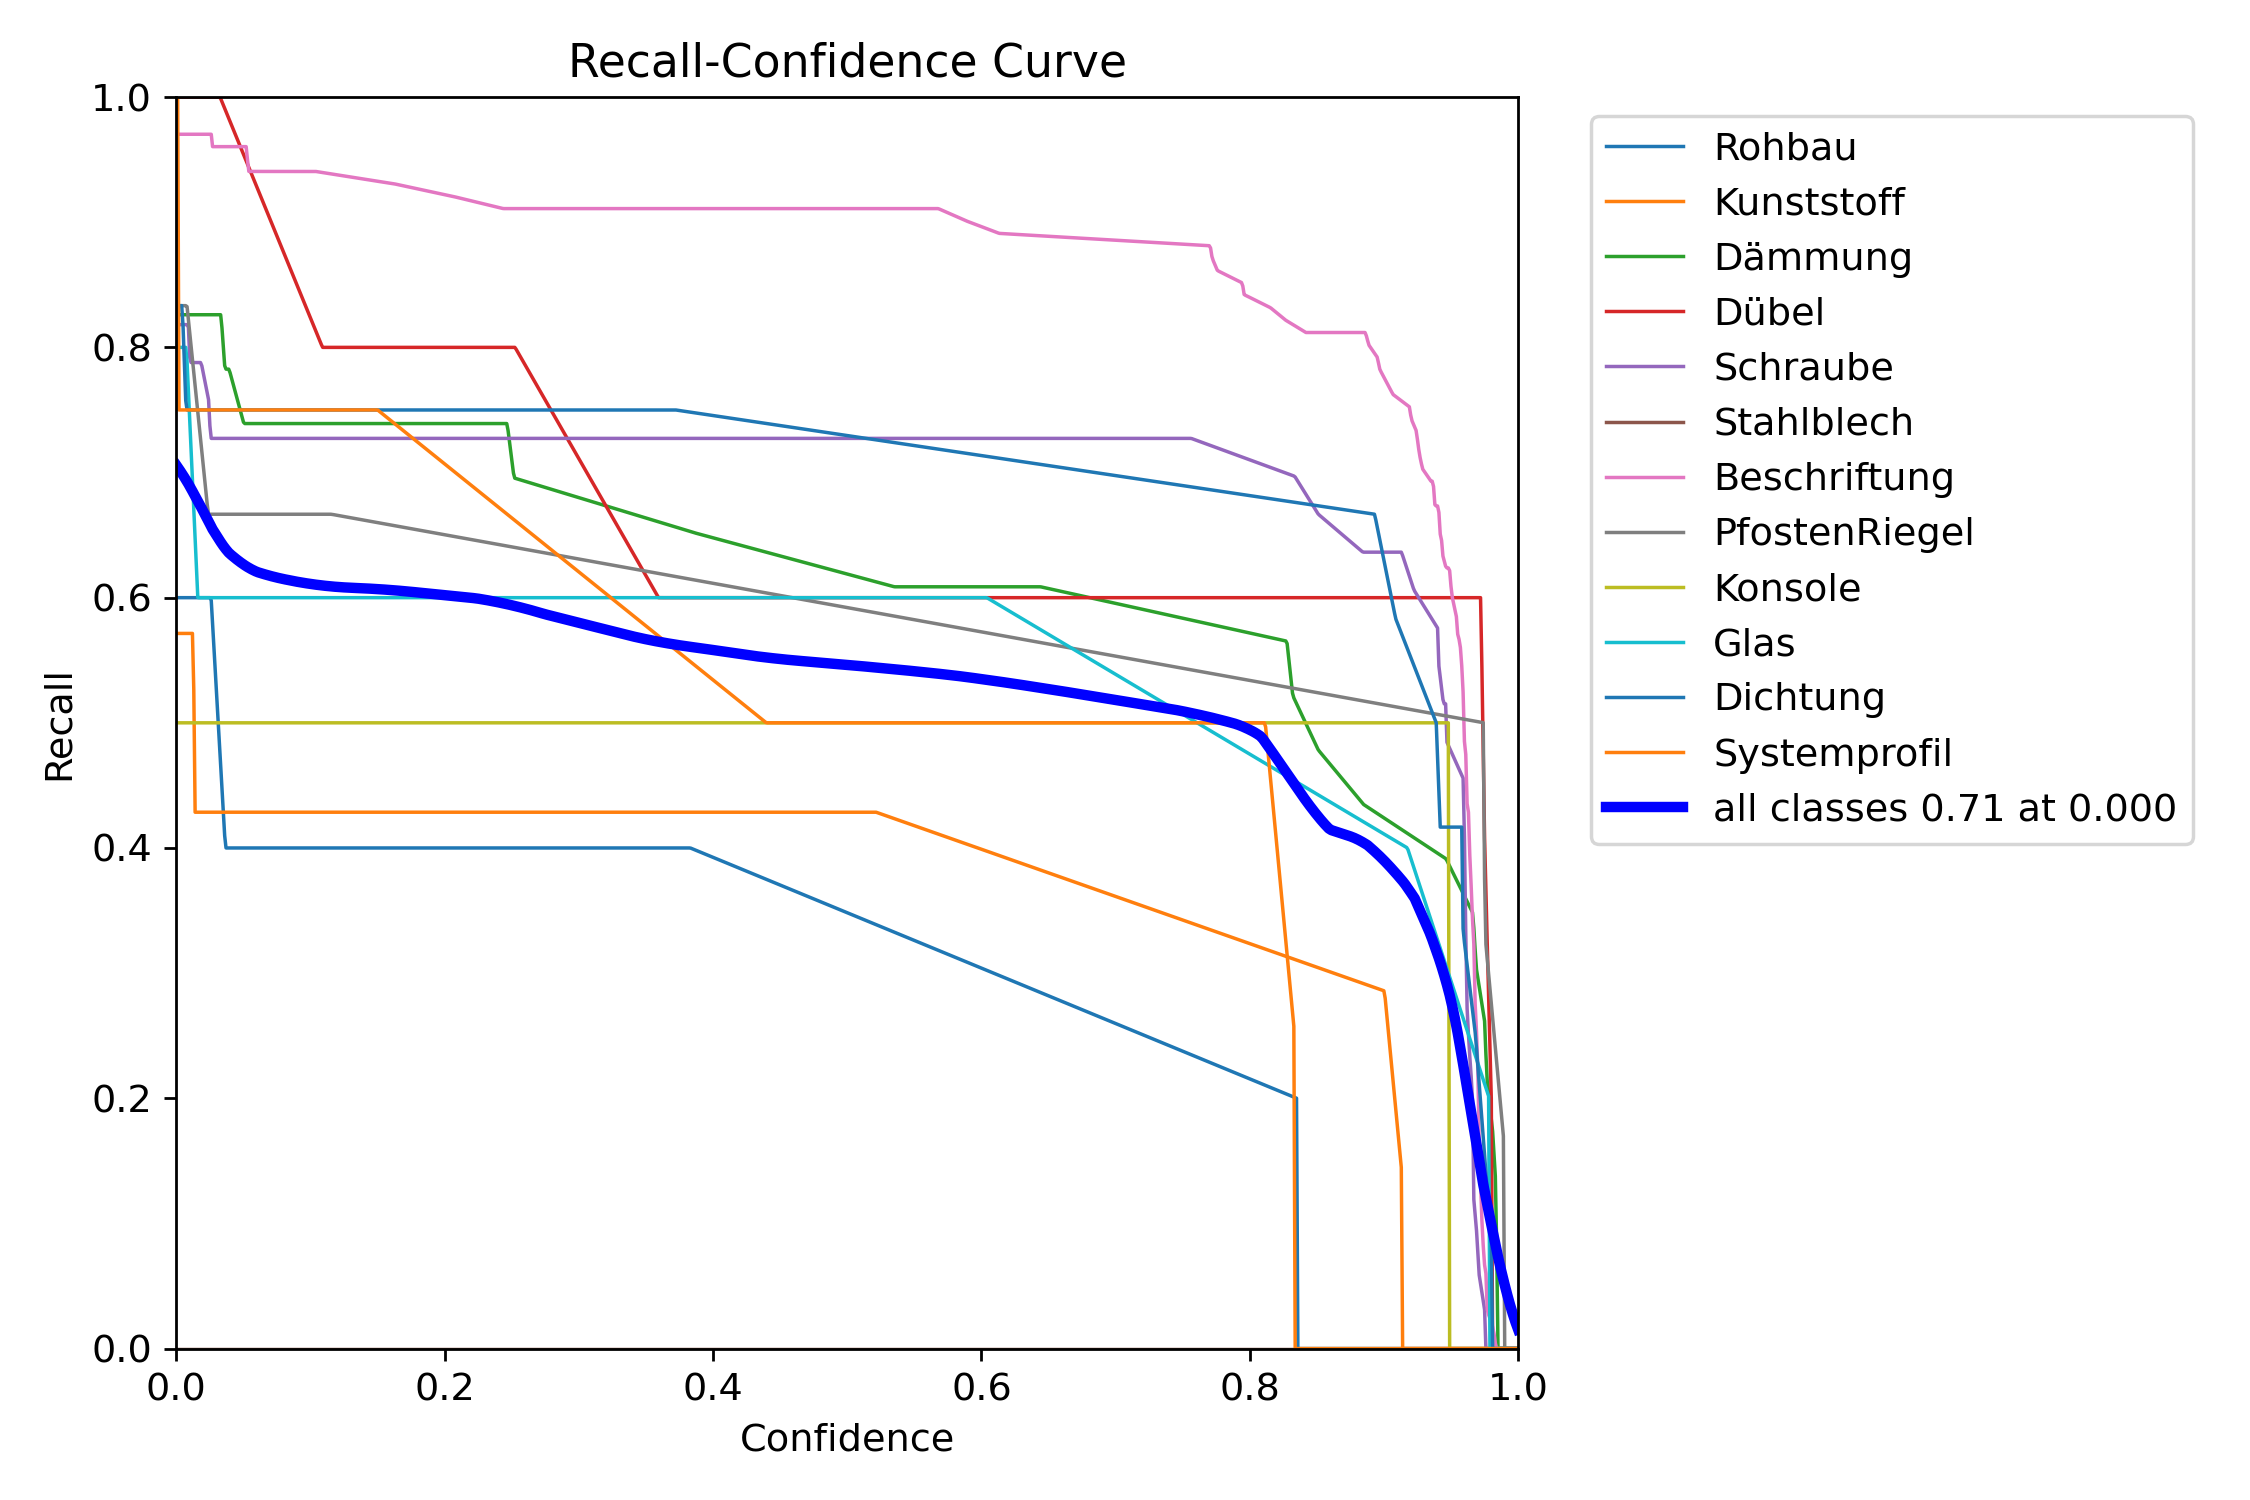 Recall-Confidence Curve
1.0
0.8
0.6
0.4
0.2
0.0
Recall
0.0 0.2 0.4 0.6 0.8 1.0
Confidence
Rohbau
Kunststoff
Dämmung
Dübel
Schraube
Stahlblech
Beschriftung
PfostenRiegel
Konsole
Glas
Dichtung
Systemprofil
all classes 0.71 at 0.000